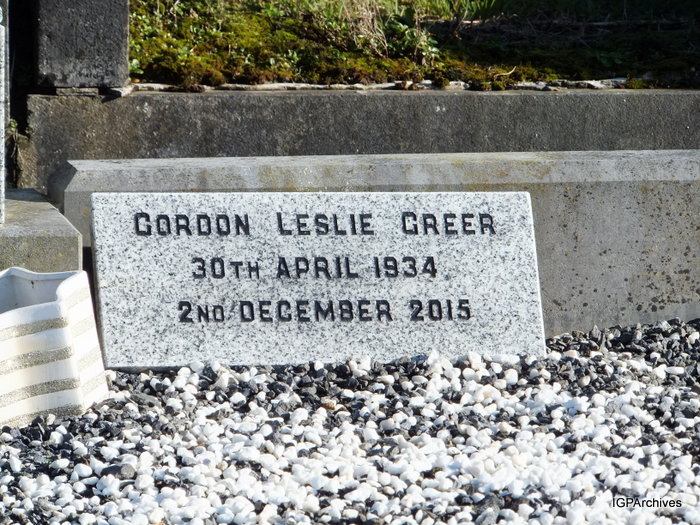 Gordon Leslie Greer
30th April 1934
2nd December 2015
IGPArchives